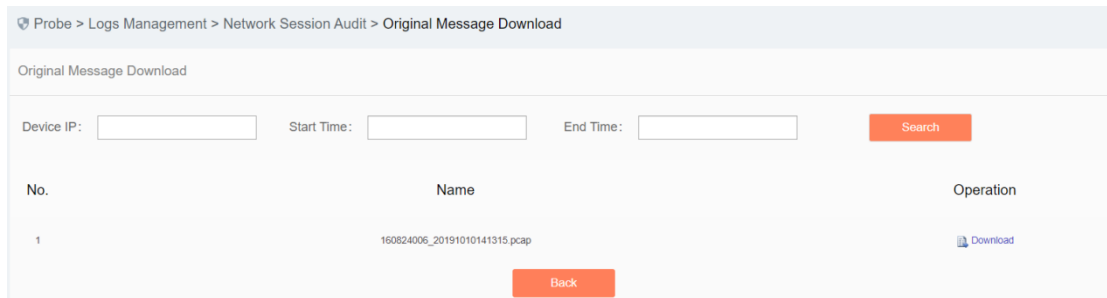 Probe > Logs Management > Network Session Audit > Original Message Download
Original Message Download
Device IP: Start Time: End Time: Search
No. Name Operation
1 160824006_20191010141315.pcap Download
Back